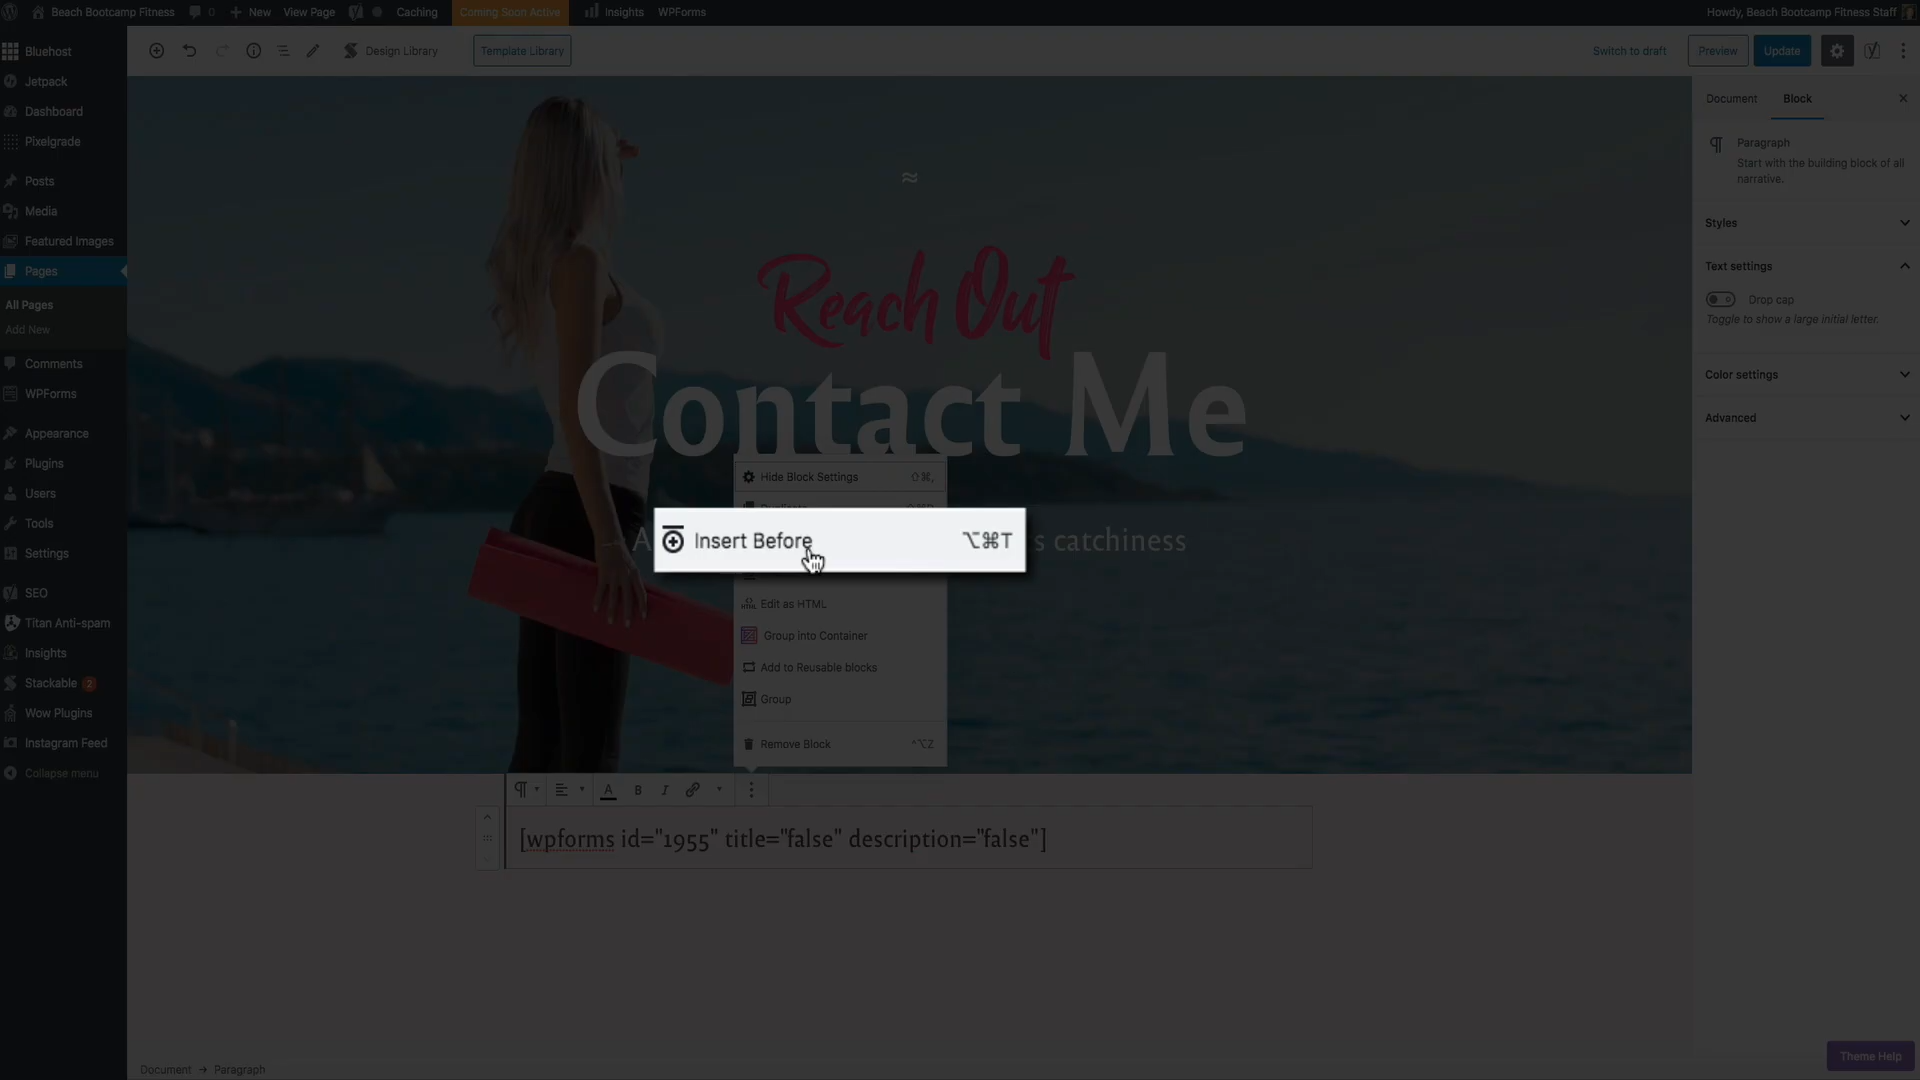 Beach Bootcamp Fitness
0
New
View Page
Caching
Coming Soon Active
Insights
WPForms
Howdy, Beach Bootcamp Fitness Staff
Bluehost
Jetpack
Dashboard
Pixelgrade
Posts
Media
Featured Images
Pages
All Pages
Add New
Comments
WPForms
Appearance
Plugins
Users
Tools
Settings
SEO
Titan Anti-spam
Insights
Stackable 2
Wow Plugins
Instagram Feed
Collapse menu
Design Library
Template Library
Switch to draft
Preview
Update
≈
Reach Out
Contact Me
s catchiness
Hide Block Settings ⇧⌘,
Duplicate ⇧⌘D
Insert Before ⌥⌘T
Edit as HTML
Group into Container
Add to Reusable blocks
Group
Remove Block ^⌥Z
[wpforms id="1955" title="false" description="false"]
Document
Block
Paragraph
Start with the building block of all
narrative.
Styles
Text settings
Drop cap
Toggle to show a large initial letter.
Color settings
Advanced
Document → Paragraph
Theme Help